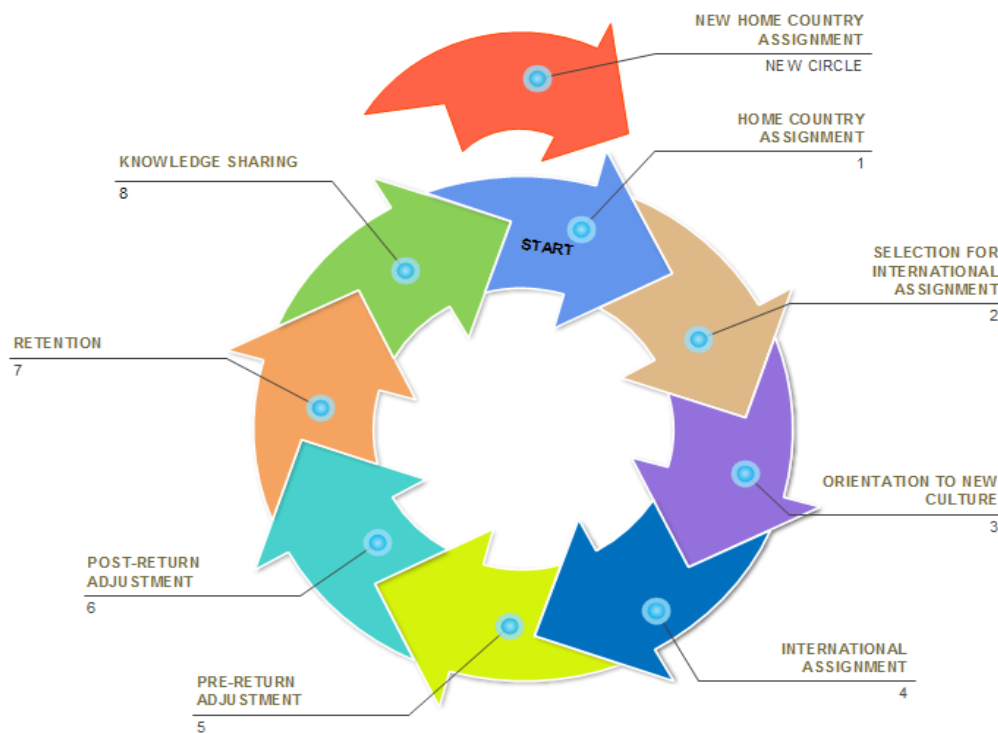 NEW HOME COUNTRY
ASSIGNMENT
NEW CIRCLE
HOME COUNTRY
ASSIGNMENT
1
START
SELECTION FOR
INTERNATIONAL
ASSIGNMENT
2
ORIENTATION TO NEW
CULTURE
3
INTERNATIONAL
ASSIGNMENT
4
PRE-RETURN
ADJUSTMENT
5
POST-RETURN
ADJUSTMENT
6
RETENTION
7
KNOWLEDGE SHARING
8